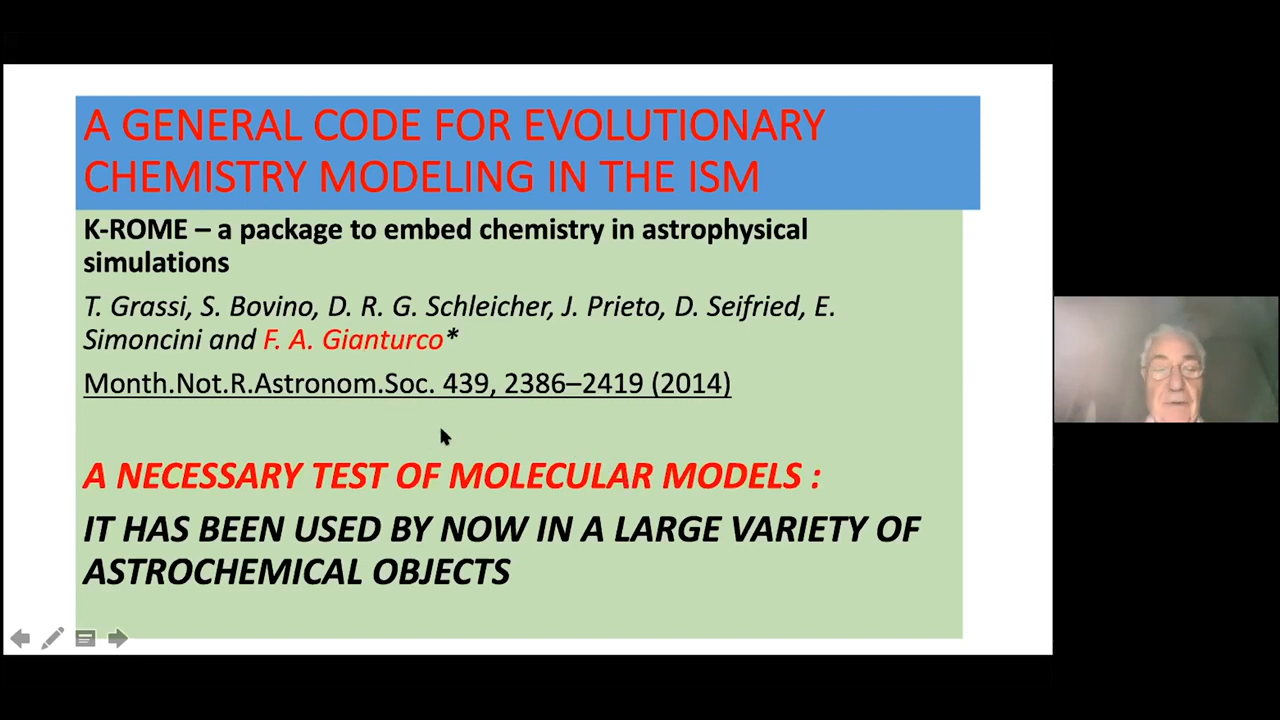 A GENERAL CODE FOR EVOLUTIONARY
CHEMISTRY MODELING IN THE ISM
K-ROME – a package to embed chemistry in astrophysical
simulations
T. Grassi, S. Bovino, D. R. G. Schleicher, J. Prieto, D. Seifried, E.
Simoncini and F. A. Gianturco*
Month.Not.R.Astronom.Soc. 439, 2386–2419 (2014)
A NECESSARY TEST OF MOLECULAR MODELS :
IT HAS BEEN USED BY NOW IN A LARGE VARIETY OF
ASTROCHEMICAL OBJECTS